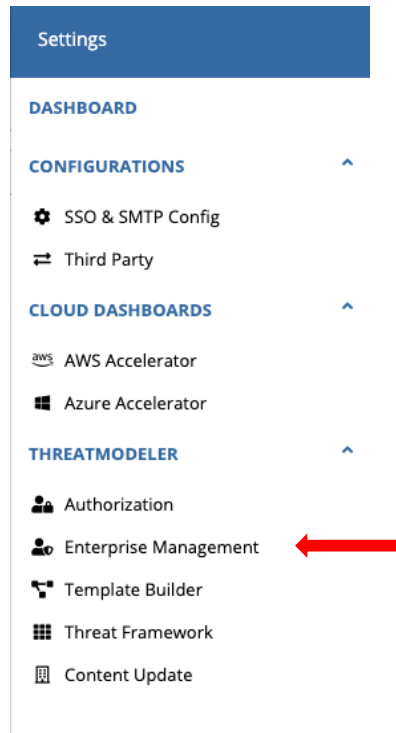 Settings
DASHBOARD
CONFIGURATIONS
SSO & SMTP Config
Third Party
CLOUD DASHBOARDS
aws AWS Accelerator
Azure Accelerator
THREATMODELER
Authorization
Enterprise Management
Template Builder
Threat Framework
Content Update